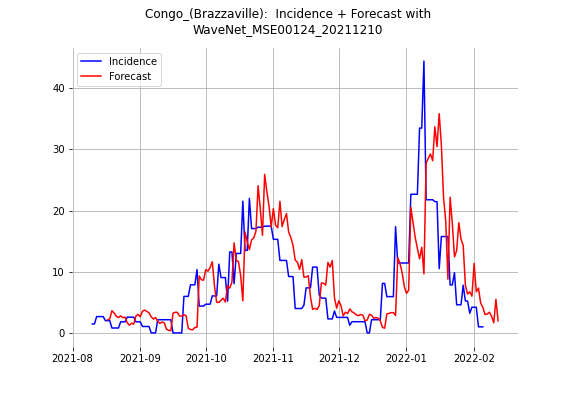 Congo_(Brazzaville):  Incidence + Forecast with
WaveNet_MSE00124_20211210
Incidence
Forecast
40
30
20
10
0
2021-08 2021-09 2021-10 2021-11 2021-12 2022-01 2022-02